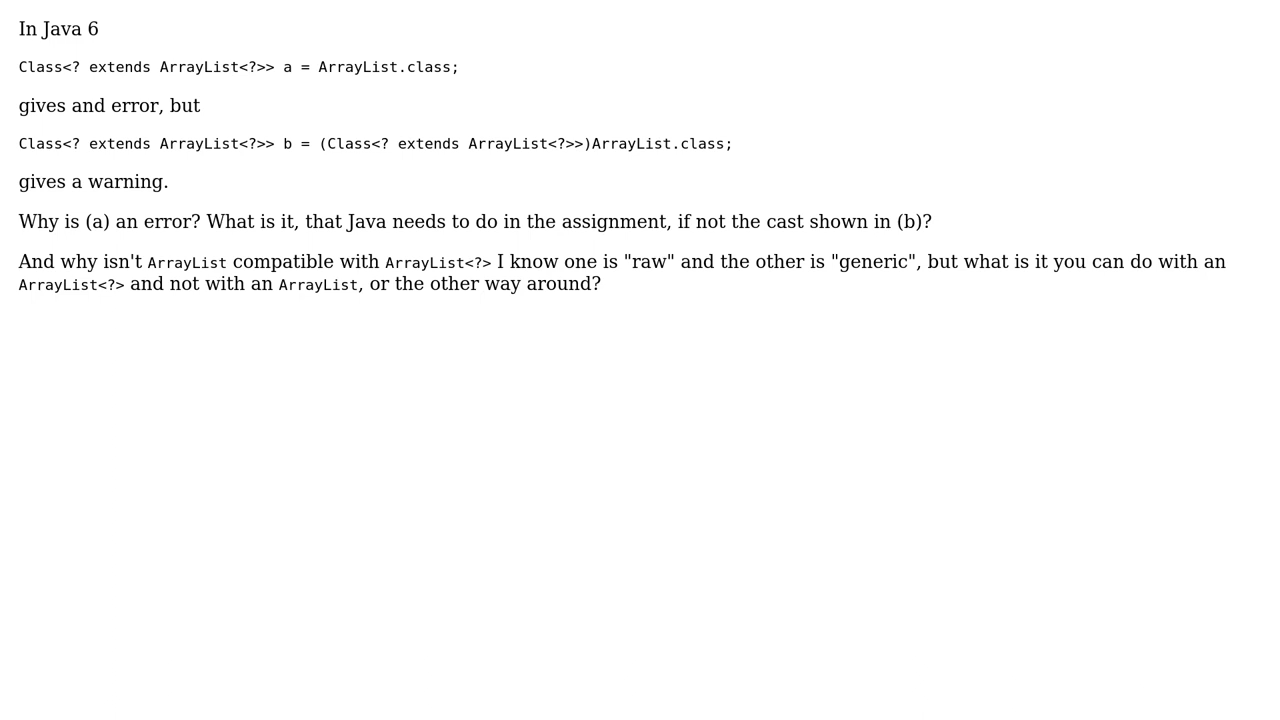 In Java 6
Class<? extends ArrayList<?>> a = ArrayList.class;
gives and error, but
Class<? extends ArrayList<?>> b = (Class<? extends ArrayList<?>>)ArrayList.class;
gives a warning.
Why is (a) an error? What is it, that Java needs to do in the assignment, if not the cast shown in (b)?
And why isn't ArrayList compatible with ArrayList<?> I know one is "raw" and the other is "generic", but what is it you can do with an
ArrayList<?> and not with an ArrayList, or the other way around?